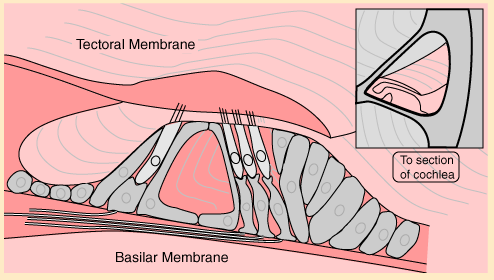 Tectoral Membrane
To section
of cochlea
Basilar Membrane